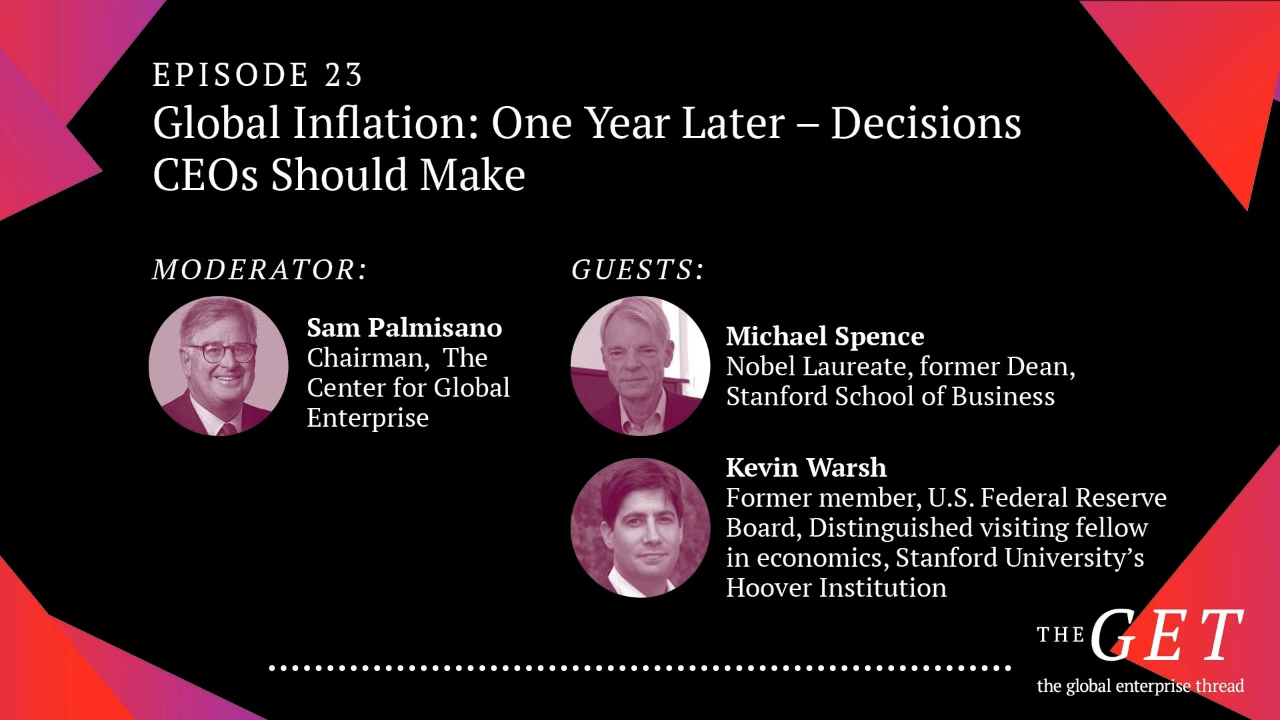 EPISODE 23
Global Inflation: One Year Later – Decisions
CEOs Should Make
MODERATOR:
Sam Palmisano
Chairman, The
Center for Global
Enterprise
GUESTS:
Michael Spence
Nobel Laureate, former Dean,
Stanford School of Business
Kevin Warsh
Former member, U.S. Federal Reserve
Board, Distinguished visiting fellow
in economics, Stanford University’s
Hoover Institution
THE GET
the global enterprise thread